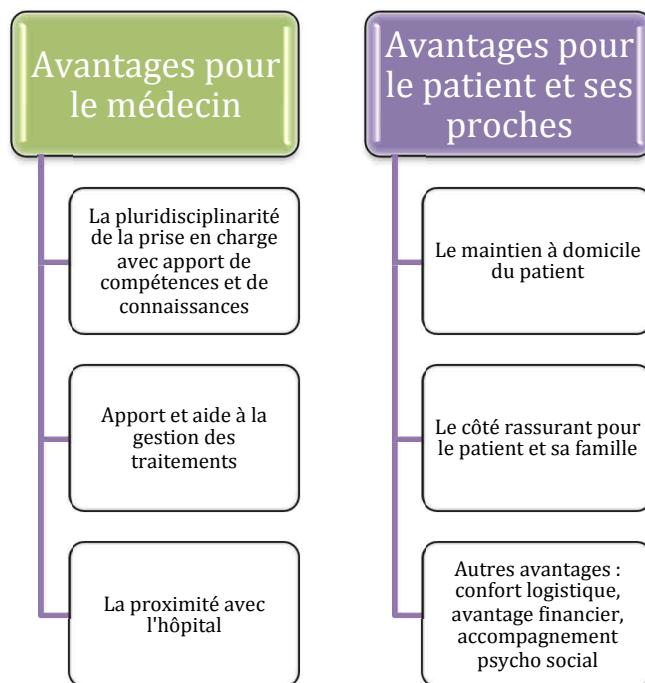 Avantages pour
le médecin
La pluridisciplinarité
de la prise en charge
avec apport de
compétences et de
connaissances
Apport et aide à la
gestion des
traitements
La proximité avec
l'hôpital
Avantages pour
le patient et ses
proches
Le maintien à domicile
du patient
Le côté rassurant pour
le patient et sa famille
Autres avantages :
confort logistique,
avantage financier,
accompagnement
psycho social